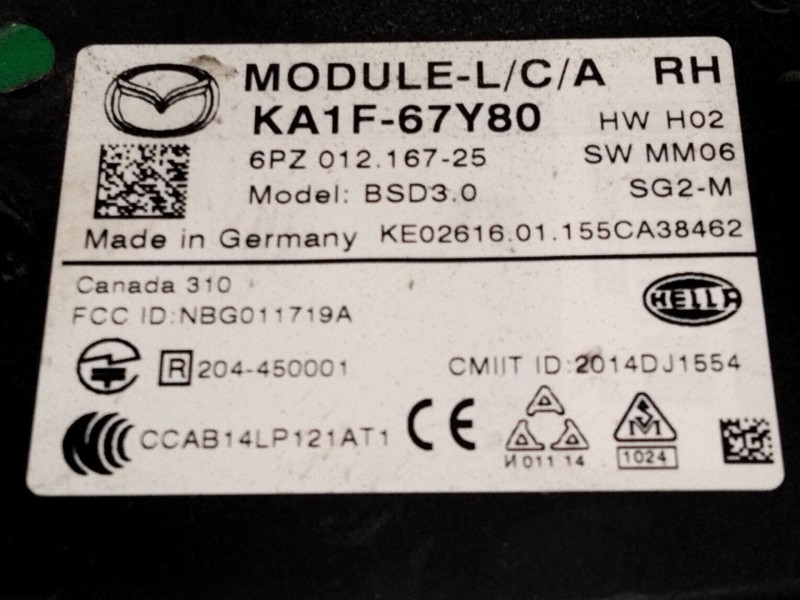 MODULE-L/C/A RH
KA1F-67Y80 HW H02
6PZ 012.167-25 SW MM06
Model: BSD3.0 SG2-M
Made in Germany KE02616.01.155CA38462
Canada 310
FCC ID:NBG011719A
HELLA
R 204-450001 CMIIT ID:2014DJ1554
CCAB14LP121AT1 CE
И 011 14 1024